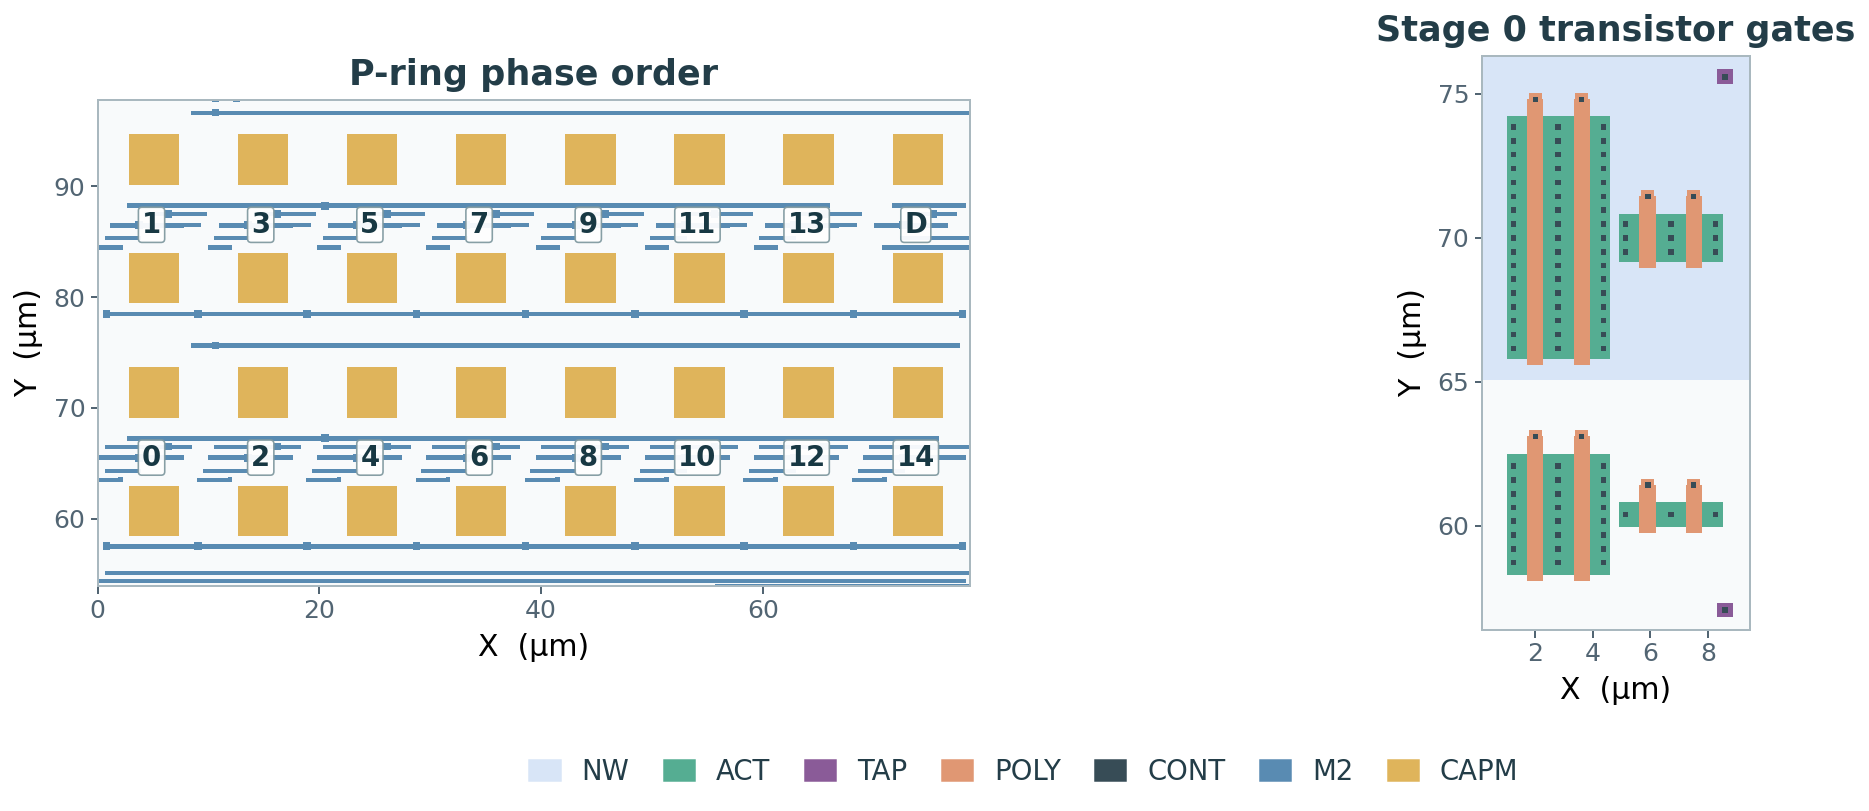 P-ring phase order
Stage 0 transistor gates
Y (μm)
90
80
70
60
1
3
5
7
9
11
13
D
0
2
4
6
8
10
12
14
0
20
40
60
X (μm)
Y (μm)
75
70
65
60
2
4
6
8
X (μm)
NW
ACT
TAP
POLY
CONT
M2
CAPM